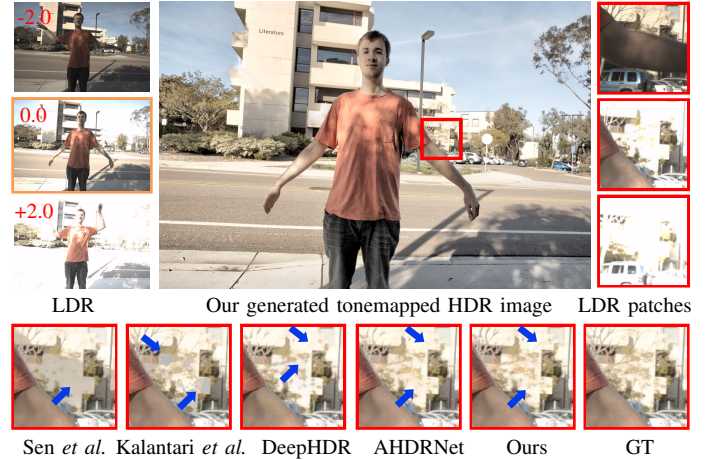 -2.0
0.0
+2.0
Literature
LDR
Our generated tonemapped HDR image
LDR patches
Sen et al.
Kalantari et al.
DeepHDR
AHDRNet
Ours
GT